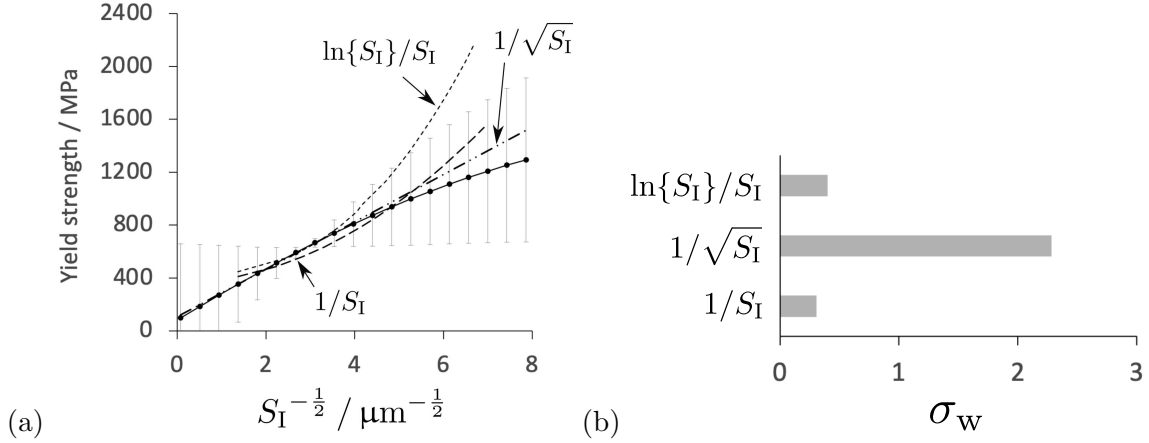 2400
2000
1600
1200
800
400
0
Yield strength / MPa
ln{S_I}/S_I
1/√S_I
1/S_I
0 2 4 6 8
S_I^{-1/2} / μm^{-1/2}
(a)
ln{S_I}/S_I
1/√S_I
1/S_I
0 1 2 3
σ_w
(b)